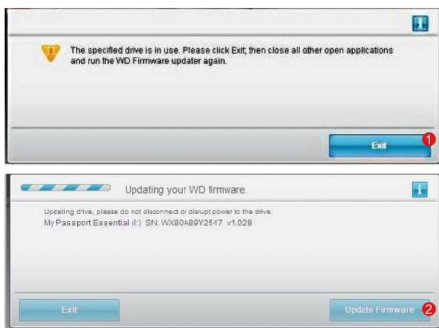 The specified drive is in use. Please click Exit, then close all other open applications
and run the WD Firmware updater again.
Exit
1
Updating your WD firmware.
Updating drive, please do not disconnect or disrupt power to the drive.
My Passport Essential (I:) SN: WX80A89Y2547 v1.028
Exit
Update Firmware
2